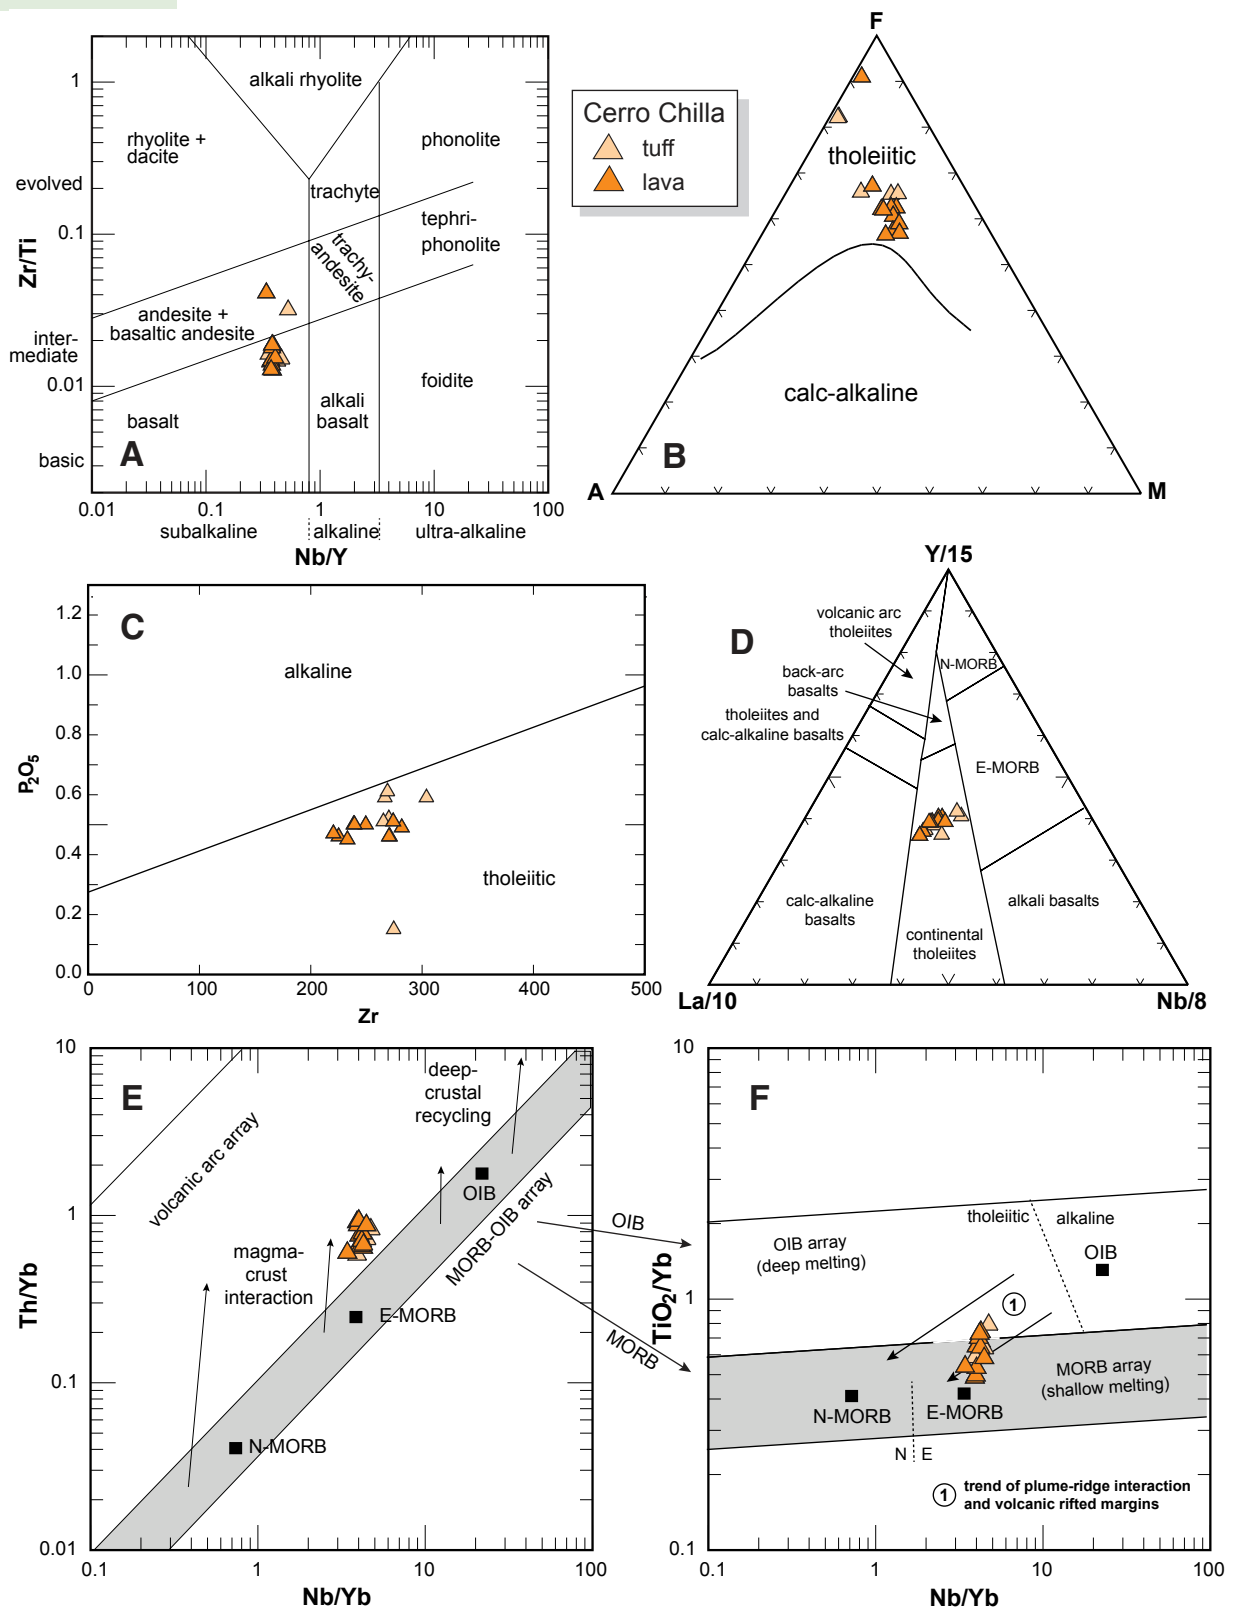 alkali rhyolite
rhyolite +
dacite
phonolite
trachyte
tephri-
phonolite
trachy-
andesite
andesite +
basaltic andesite
foidite
alkali
basalt
basalt
A
1
evolved
0.1
Zr/Ti
inter-
mediate
0.01
basic
0.01
0.1
1
10
100
subalkaline
alkaline
ultra-alkaline
Nb/Y
Cerro Chilla
tuff
lava
F
tholeiitic
calc-alkaline
B
A
M
C
alkaline
tholeiitic
1.2
1.0
0.8
0.6
0.4
0.2
0.0
P2O5
0
100
200
300
400
500
Zr
Y/15
D
volcanic arc
tholeiites
N-MORB
back-arc
basalts
tholeiites and
calc-alkaline basalts
E-MORB
calc-alkaline
basalts
alkali basalts
continental
tholeiites
La/10
Nb/8
E
volcanic arc array
deep-
crustal
recycling
OIB
MORB-OIB array
magma-
crust
interaction
E-MORB
N-MORB
10
1
0.1
0.01
Th/Yb
0.1
1
10
100
Nb/Yb
OIB
MORB
F
tholeiitic
alkaline
OIB array
(deep melting)
OIB
1
MORB array
(shallow melting)
N-MORB
E-MORB
N
E
1 trend of plume-ridge interaction
and volcanic rifted margins
10
1
0.1
TiO2/Yb
0.1
1
10
100
Nb/Yb